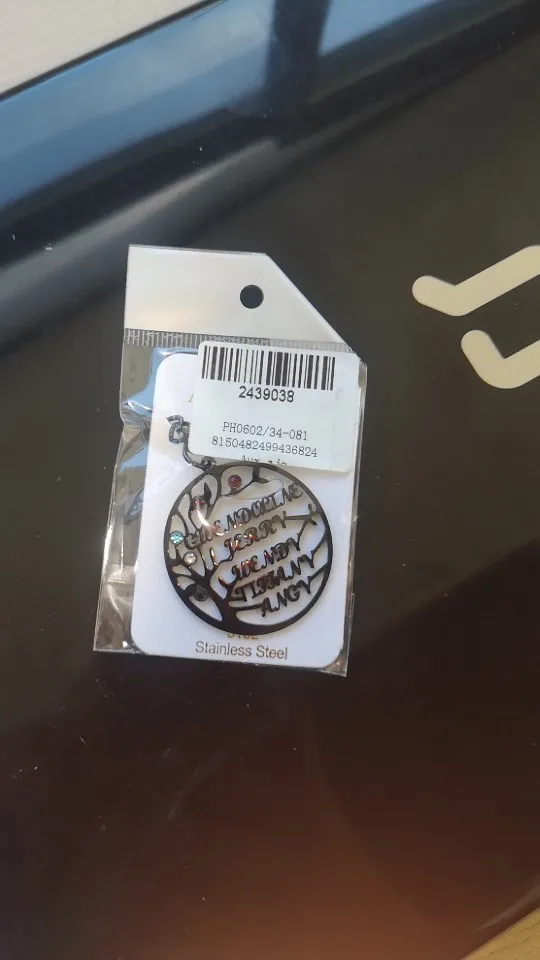 2439038
PH0602/34-081
8150482499436824
GWENDOLINE
JERRY
WENDY
TIFFANY
ANGY
Stainless Steel